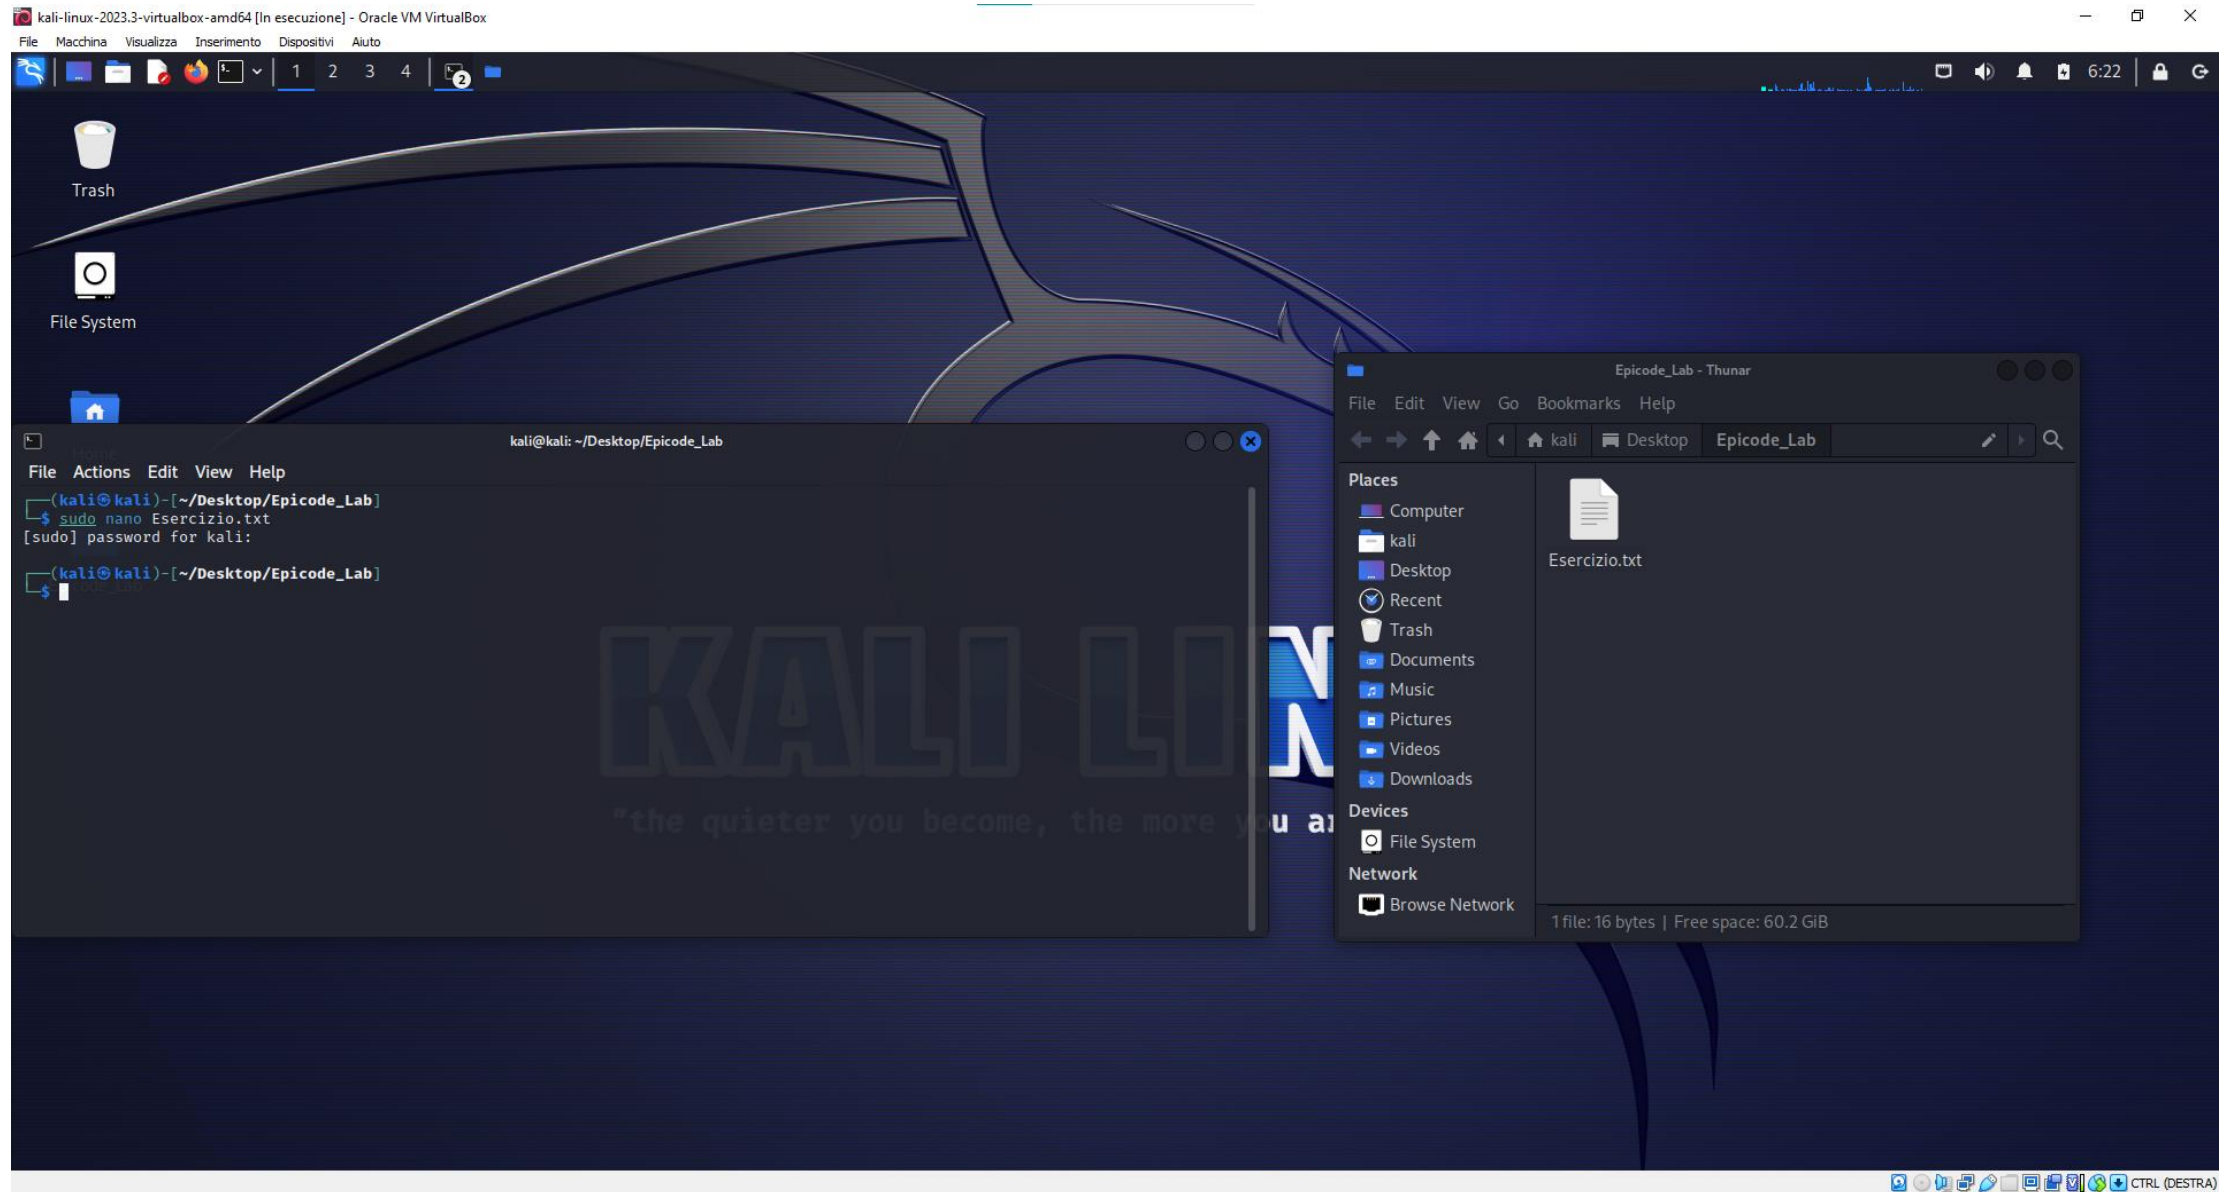 kali-linux-2023.3-virtualbox-amd64 [In esecuzione] - Oracle VM VirtualBox
File Macchina Visualizza Inserimento Dispositivi Aiuto
1 2 3 4 2 6:22
Trash
File System
Home
kali@kali: ~/Desktop/Epicode_Lab
File Actions Edit View Help
(kali㉿kali)-[~/Desktop/Epicode_Lab]
$ sudo nano Esercizio.txt
[sudo] password for kali:
(kali㉿kali)-[~/Desktop/Epicode_Lab]
$
KALI LIN
"the quieter you become, the more you ar
Epicode_Lab - Thunar
File Edit View Go Bookmarks Help
kali Desktop Epicode_Lab
Places
Computer
kali
Desktop
Recent
Trash
Documents
Music
Pictures
Videos
Downloads
Devices
File System
Network
Browse Network
Esercizio.txt
1 file: 16 bytes | Free space: 60.2 GiB
CTRL (DESTRA)